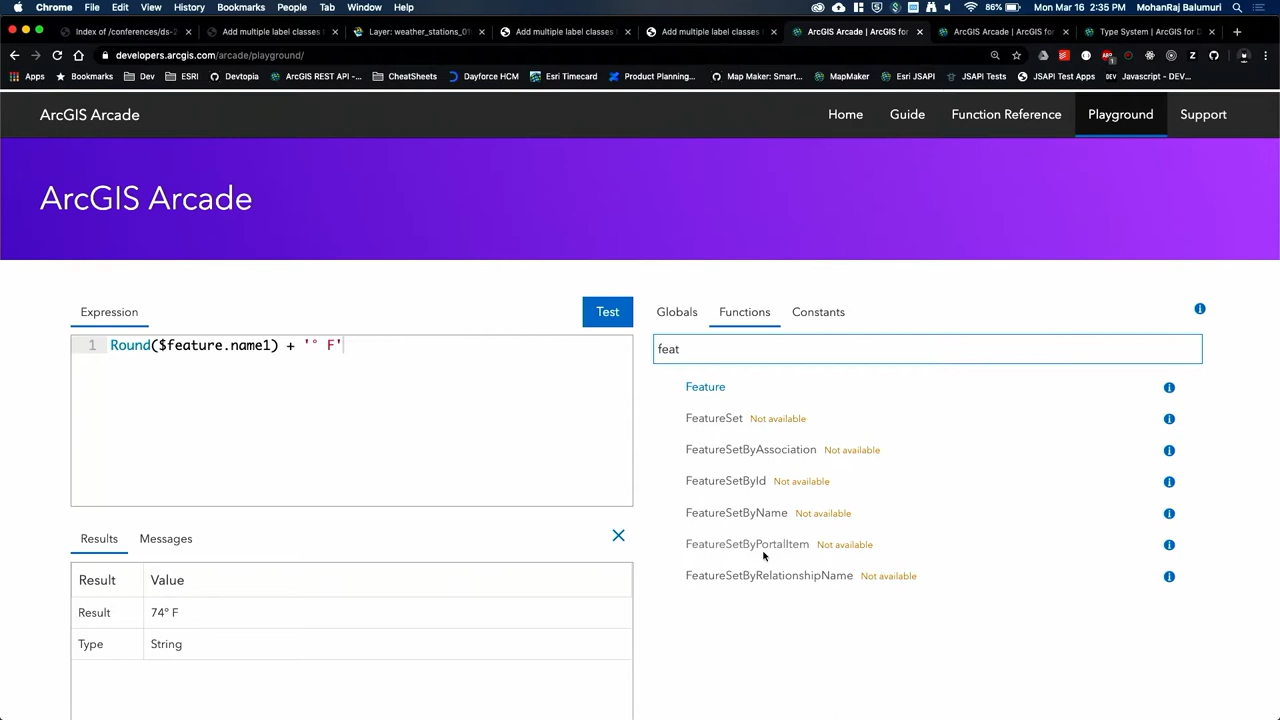 Chrome File Edit View History Bookmarks People Tab Window Help 86% Mon Mar 16 2:35 PM MohanRaj Balumuri
Index of /conferences/ds-2 Add multiple label classes Layer: weather_stations_01 Add multiple label classes Add multiple label classes ArcGIS Arcade | ArcGIS for ArcGIS Arcade | ArcGIS for Type System | ArcGIS for D
developers.arcgis.com/arcade/playground/
Apps Bookmarks Dev ESRI Devtopia ArcGIS REST API -... CheatSheets Dayforce HCM Esri Timecard Product Planning... Map Maker: Smart... MapMaker Esri JSAPI JSAPI Tests JSAPI Test Apps DEV Javascript - DEV...
ArcGIS Arcade Home Guide Function Reference Playground Support
ArcGIS Arcade
Expression Test Globals Functions Constants
1 Round($feature.name1) + '° F'
feat
Feature
FeatureSet Not available
FeatureSetByAssociation Not available
FeatureSetById Not available
FeatureSetByName Not available
FeatureSetByPortalItem Not available
FeatureSetByRelationshipName Not available
Results Messages
Result Value
Result 74° F
Type String